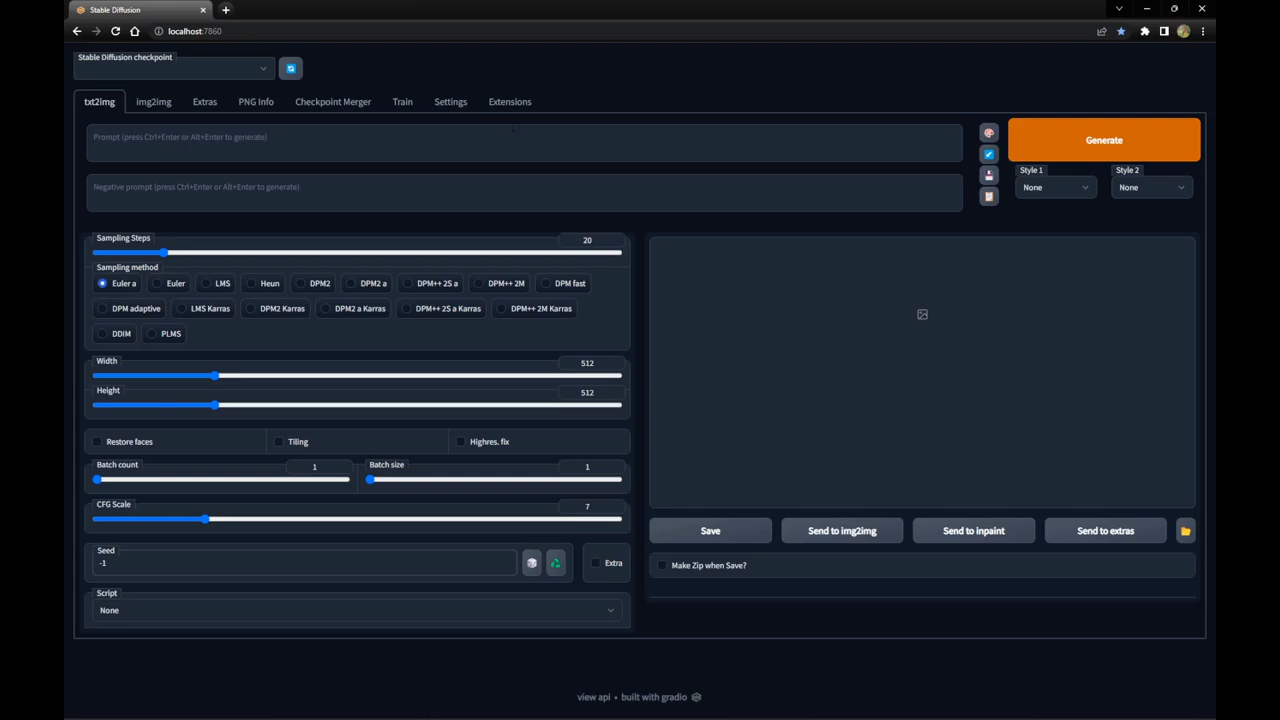 Stable Diffusion
localhost:7860
Stable Diffusion checkpoint
txt2img img2img Extras PNG Info Checkpoint Merger Train Settings Extensions
Prompt (press Ctrl+Enter or Alt+Enter to generate)
Generate
Negative prompt (press Ctrl+Enter or Alt+Enter to generate)
Style 1 Style 2
None None
Sampling Steps 20
Sampling method
Euler a Euler LMS Heun DPM2 DPM2 a DPM++ 2S a DPM++ 2M DPM fast
DPM adaptive LMS Karras DPM2 Karras DPM2 a Karras DPM++ 2S a Karras DPM++ 2M Karras
DDIM PLMS
Width 512
Height 512
Restore faces Tiling Highres. fix
Batch count 1 Batch size 1
CFG Scale 7
Seed
-1
Extra
Script
None
Save Send to img2img Send to inpaint Send to extras
Make Zip when Save?
view api • built with gradio